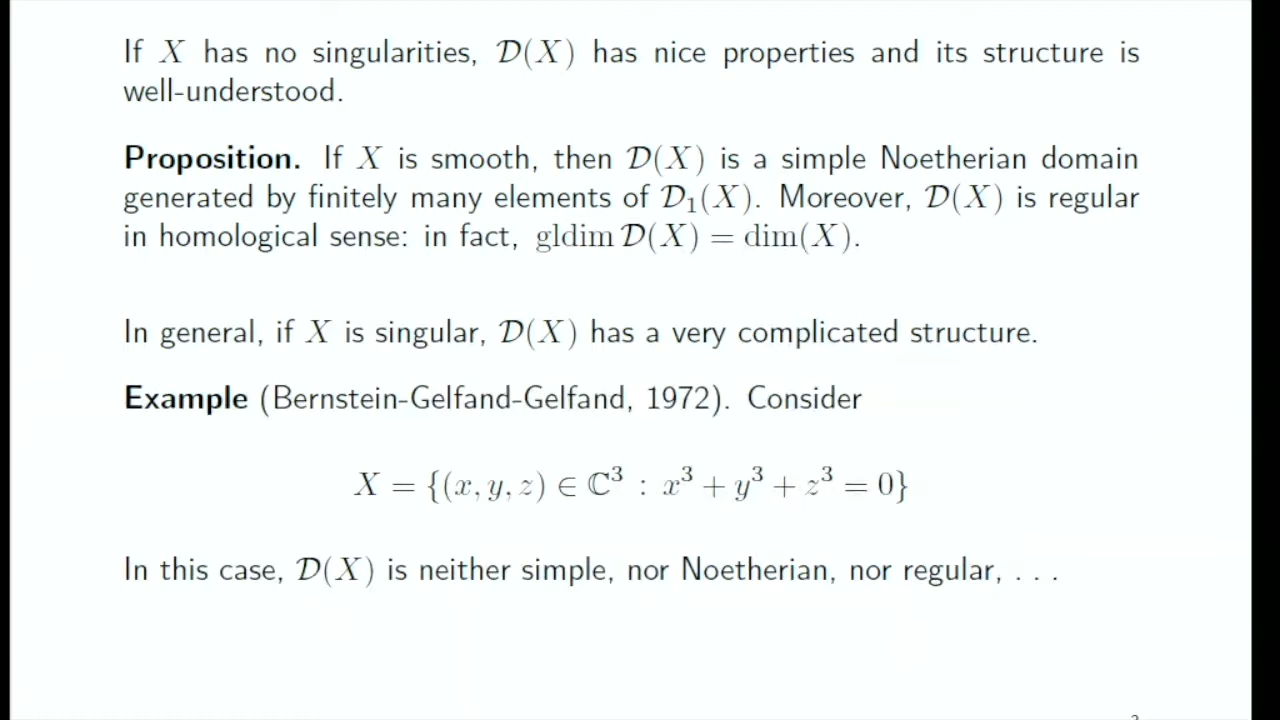 If X has no singularities, 𝒟(X) has nice properties and its structure is
well-understood.
Proposition. If X is smooth, then 𝒟(X) is a simple Noetherian domain
generated by finitely many elements of 𝒟₁(X). Moreover, 𝒟(X) is regular
in homological sense: in fact, gldim 𝒟(X) = dim(X).
In general, if X is singular, 𝒟(X) has a very complicated structure.
Example (Bernstein-Gelfand-Gelfand, 1972). Consider
X = {(x, y, z) ∈ ℂ³ : x³ + y³ + z³ = 0}
In this case, 𝒟(X) is neither simple, nor Noetherian, nor regular, . . .